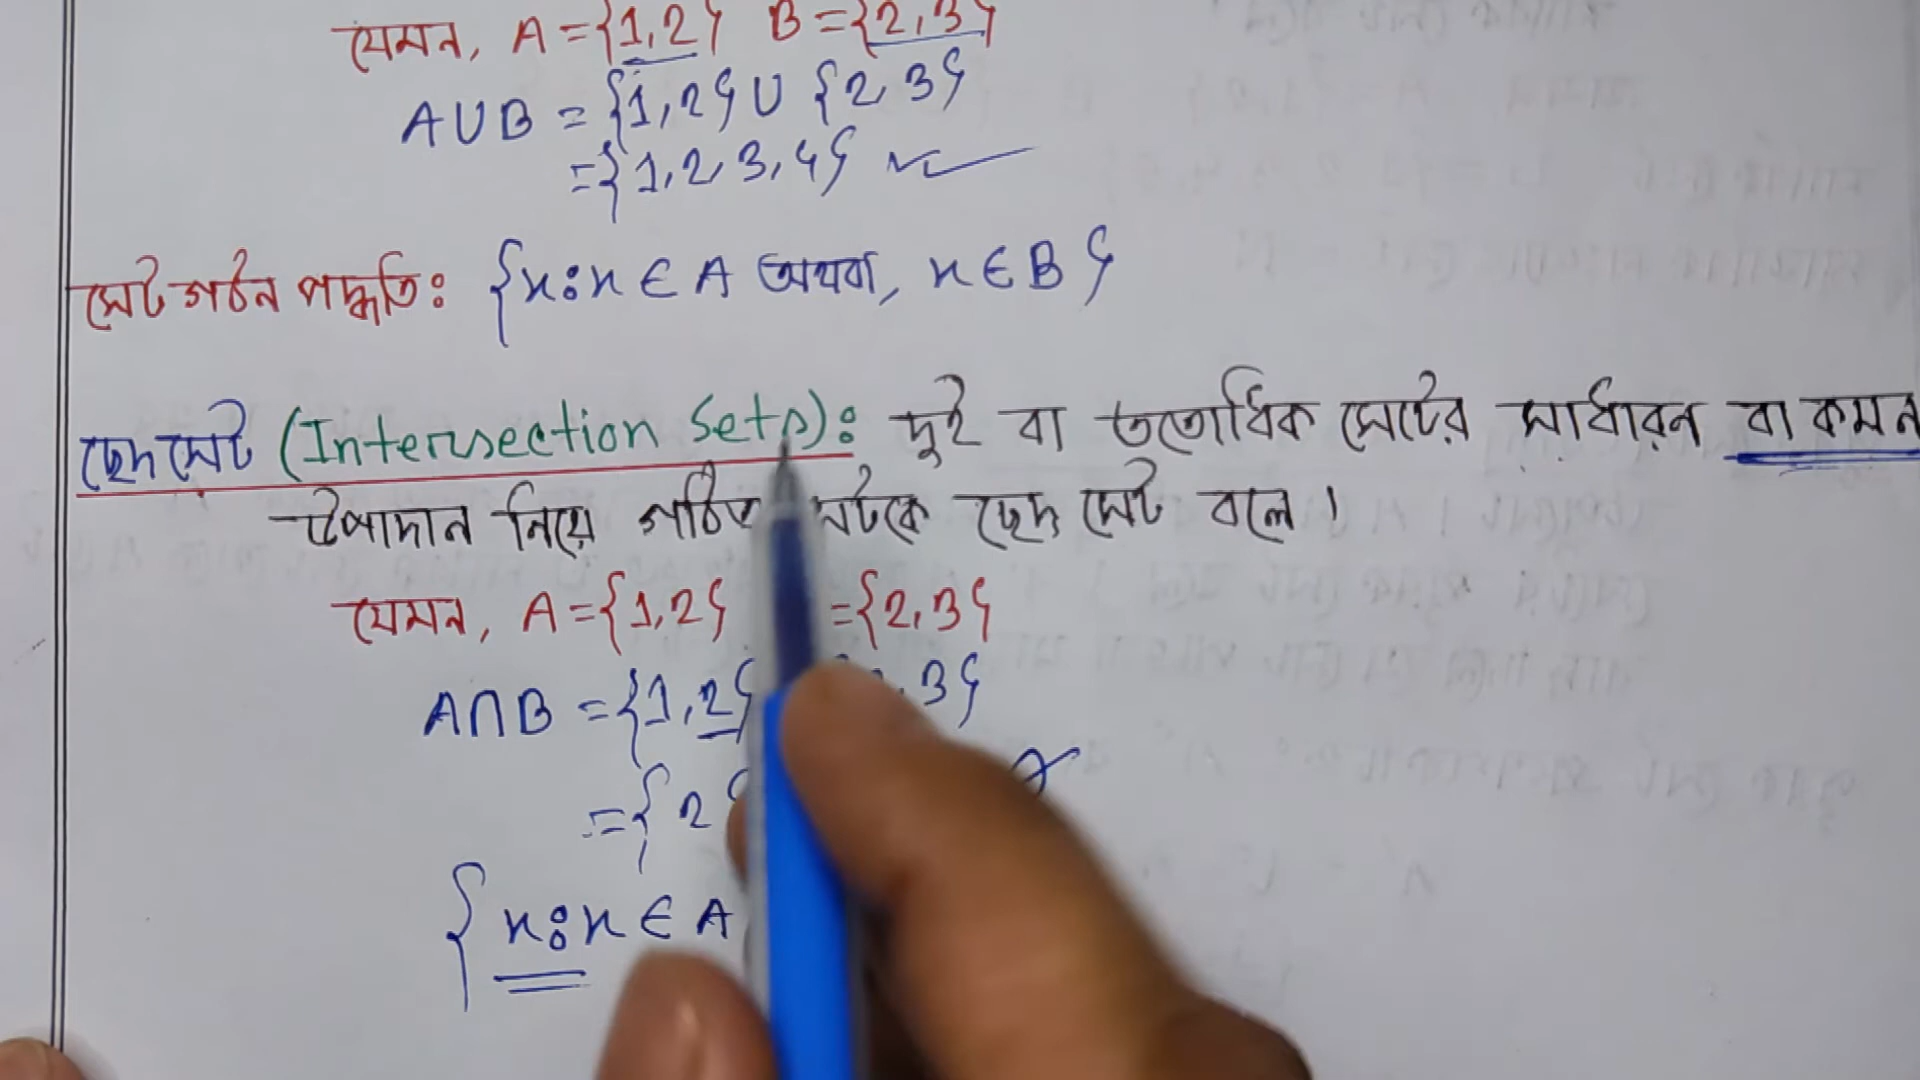 যেমন, A={1,2} B={2,3}
A∪B = {1,2} ∪ {2,3}
={1,2,3,4}
সেট গঠন পদ্ধতি: {x:x∈A অথবা, x∈B}
ছেদ সেট (Intersection Sets): দুই বা ততোধিক সেটের সাধারন বা কমন
উপাদান নিয়ে গঠিত সেটকে ছেদ সেট বলে।
যেমন, A={1,2} ={2,3}
A∩B ={1,2} 3}
={2
{x:x∈A